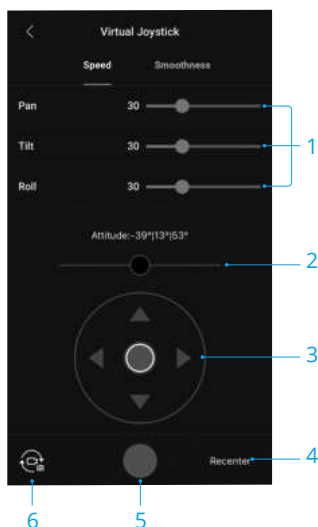 Virtual Joystick
Speed Smoothness
Pan 30
1
Tilt 30
Roll 30
Attitude:-39°|13°|53°
2
3
Recenter 4
6 5